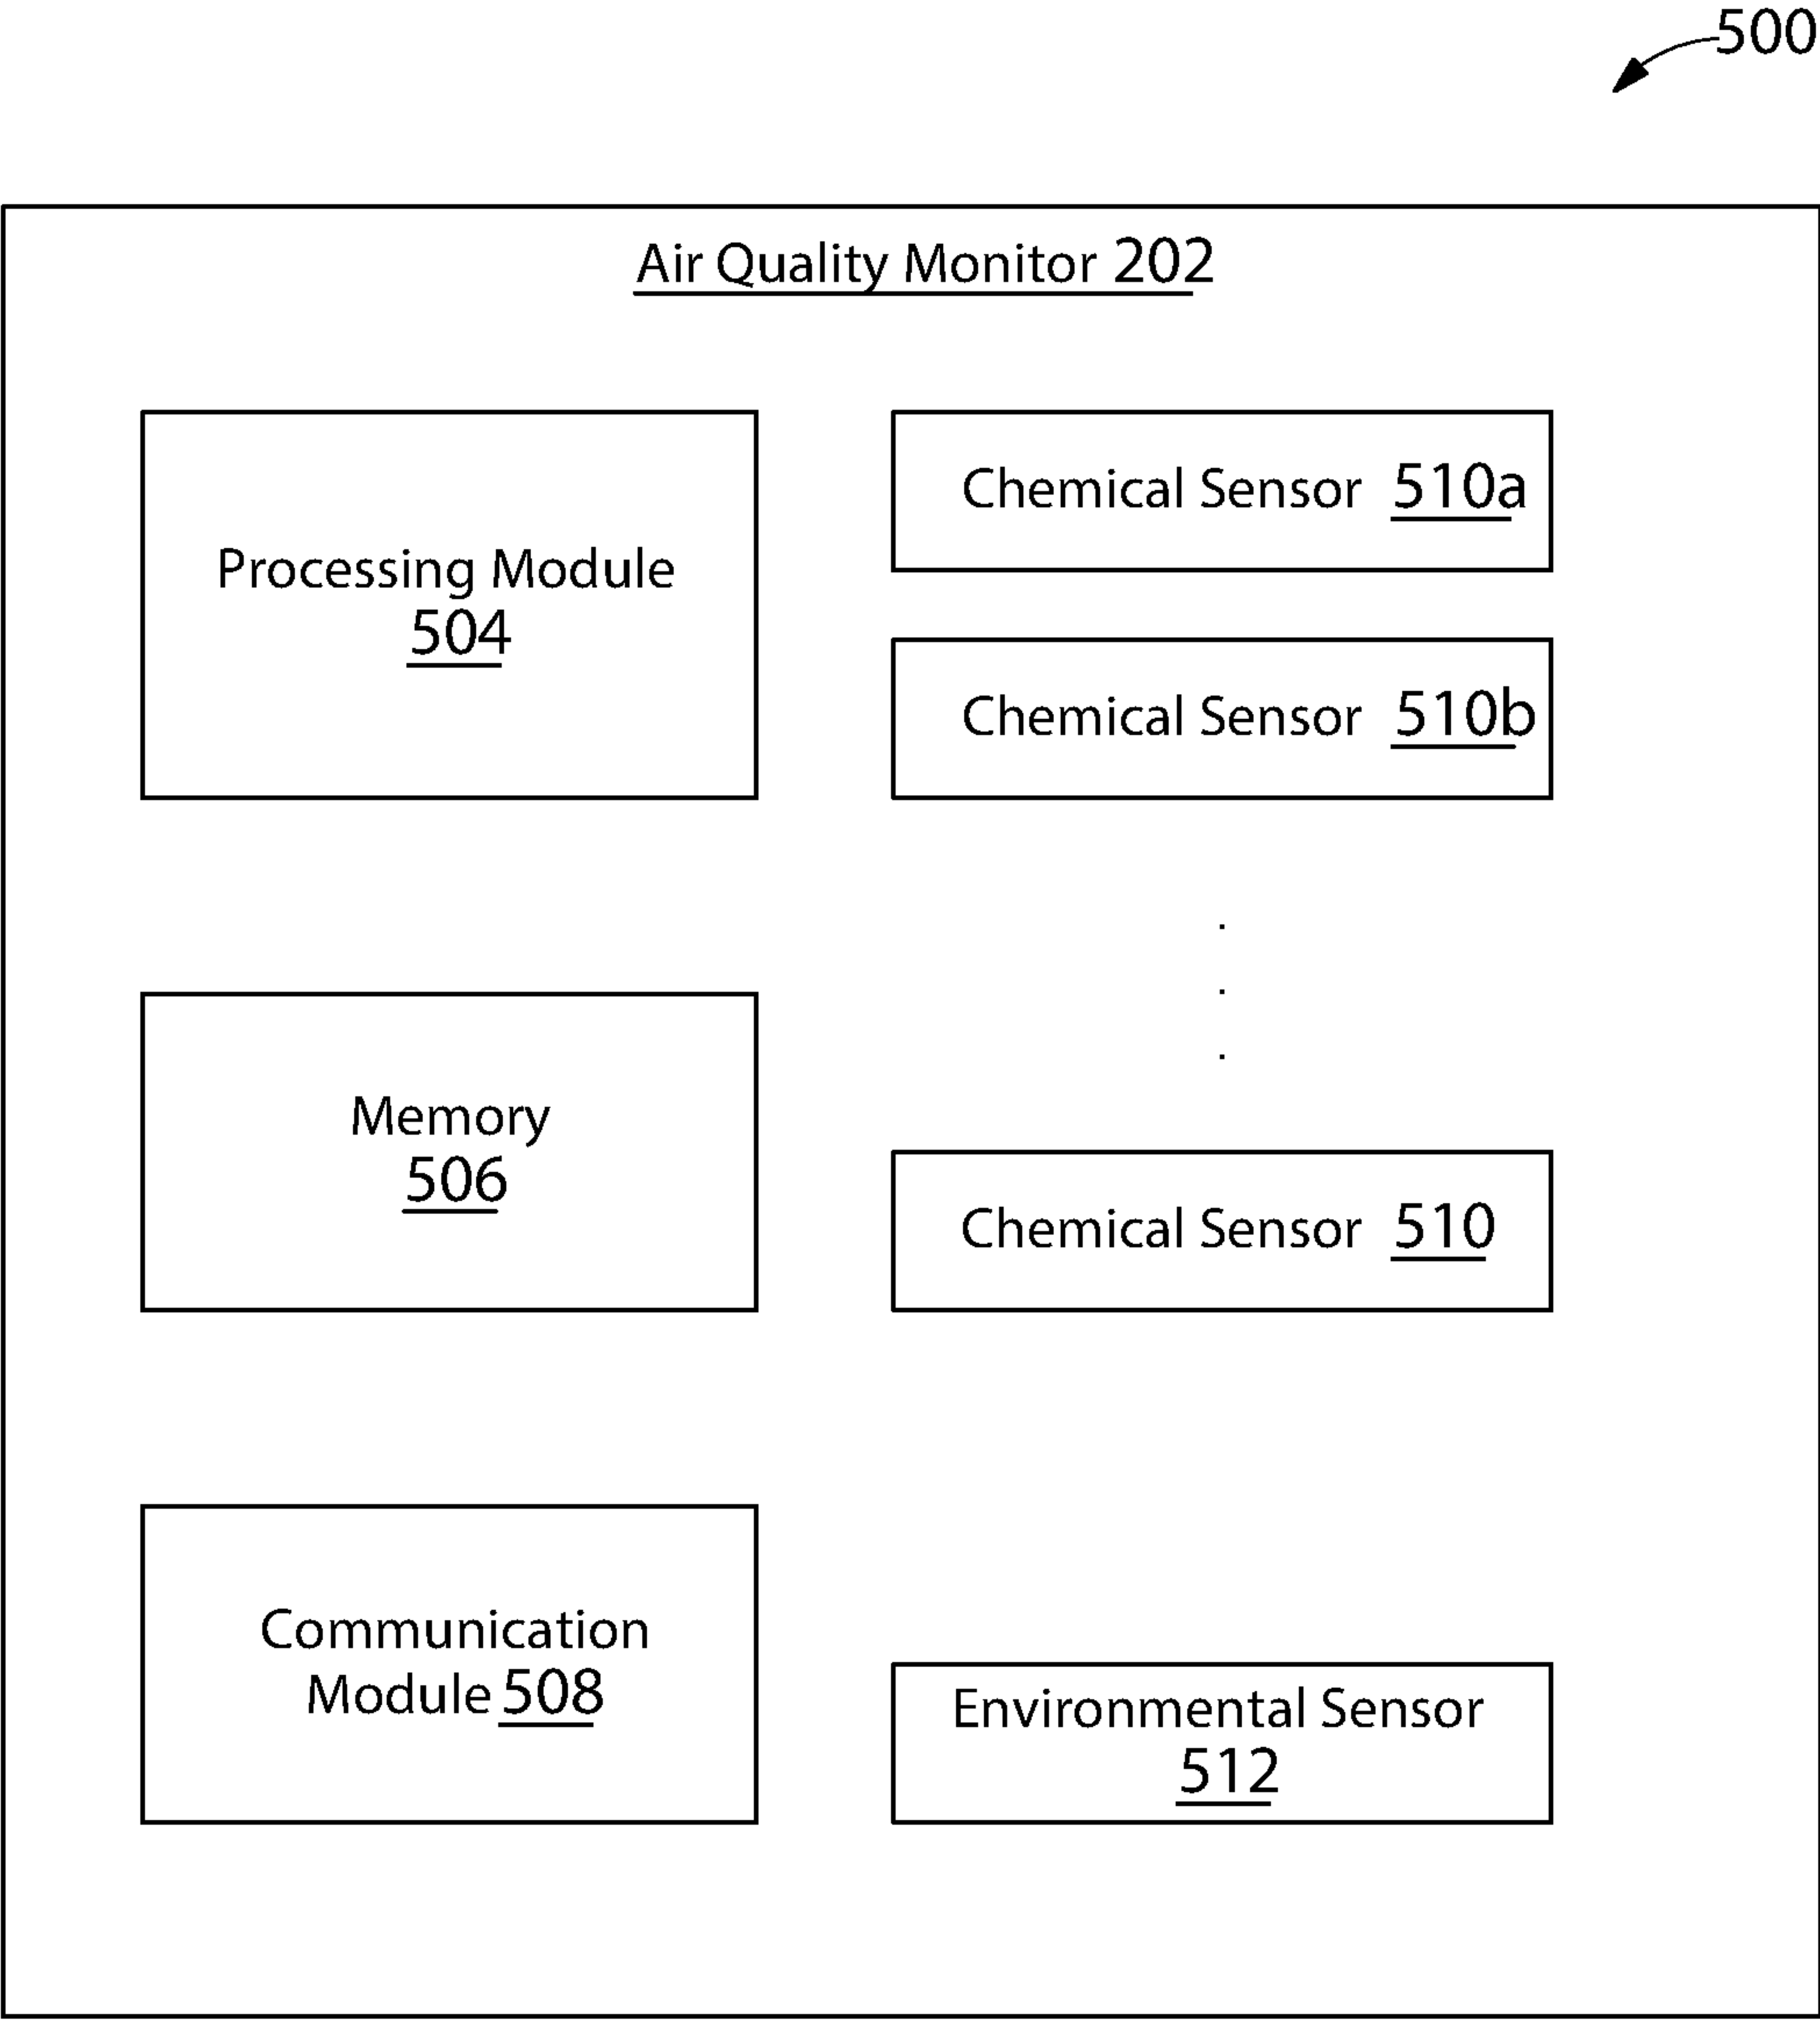 500
Air Quality Monitor 202
Processing Module
504
Chemical Sensor 510a
Chemical Sensor 510b
Memory
506
Chemical Sensor 510
Communication
Module 508
Environmental Sensor
512